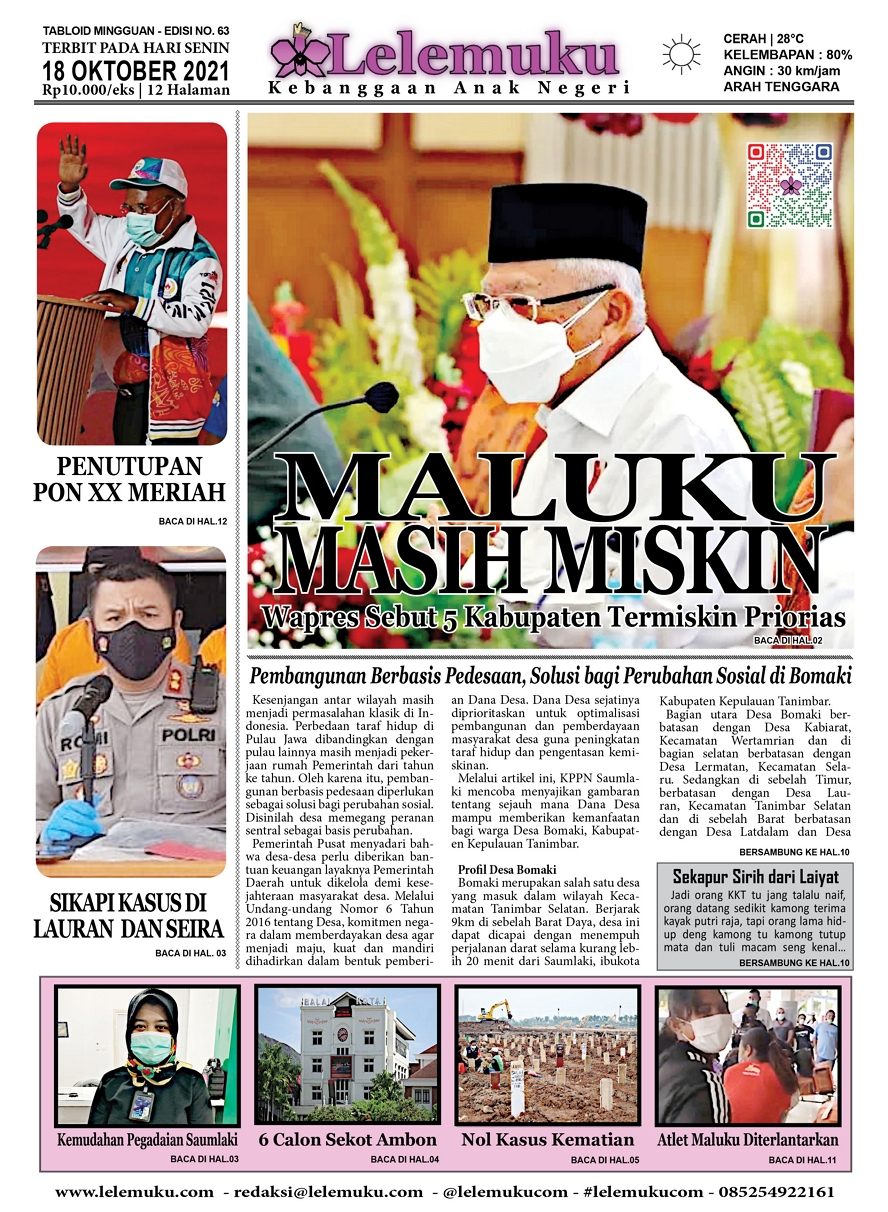 TABLOID MINGGUAN - EDISI NO. 63
TERBIT PADA HARI SENIN
18 OKTOBER 2021
Rp10.000/eks | 12 Halaman
Lelemuku
Kebanggaan Anak Negeri
CERAH | 28°C
KELEMBAPAN : 80%
ANGIN : 30 km/jam
ARAH TENGGARA
PENUTUPAN
PON XX MERIAH
BACA DI HAL.12
POLRI
SIKAPI KASUS DI
LAURAN DAN SEIRA
BACA DI HAL. 03
MALUKU
MASIH MISKIN
Wapres Sebut 5 Kabupaten Termiskin Priorias
BACA DI HAL.02
Pembangunan Berbasis Pedesaan, Solusi bagi Perubahan Sosial di Bomaki
Kesenjangan antar wilayah masih
menjadi permasalahan klasik di In-
donesia. Perbedaan taraf hidup di
Pulau Jawa dibandingkan dengan
pulau lainnya masih menjadi peker-
jaan rumah Pemerintah dari tahun
ke tahun. Oleh karena itu, pemban-
gunan berbasis pedesaan diperlukan
sebagai solusi bagi perubahan sosial.
Disinilah desa memegang peranan
sentral sebagai basis perubahan.
Pemerintah Pusat menyadari bah-
wa desa-desa perlu diberikan ban-
tuan keuangan layaknya Pemerintah
Daerah untuk dikelola demi kese-
jahteraan masyarakat desa. Melalui
Undang-undang Nomor 6 Tahun
2016 tentang Desa, komitmen nega-
ra dalam memberdayakan desa agar
menjadi maju, kuat dan mandiri
dihadirkan dalam bentuk pemberi-
an Dana Desa. Dana Desa sejatinya
diprioritaskan untuk optimalisasi
pembangunan dan pemberdayaan
masyarakat desa guna peningkatan
taraf hidup dan pengentasan kemi-
skinan.
Melalui artikel ini, KPPN Saumla-
ki mencoba menyajikan gambaran
tentang sejauh mana Dana Desa
mampu memberikan kemanfaatan
bagi warga Desa Bomaki, Kabupat-
en Kepulauan Tanimbar.
Profil Desa Bomaki
Bomaki merupakan salah satu desa
yang masuk dalam wilayah Keca-
matan Tanimbar Selatan. Berjarak
9km di sebelah Barat Daya, desa ini
dapat dicapai dengan menempuh
perjalanan darat selama kurang leb-
ih 20 menit dari Saumlaki, ibukota
Kabupaten Kepulauan Tanimbar.
Bagian utara Desa Bomaki ber-
batasan dengan Desa Kabiarat,
Kecamatan Wertamrian dan di
bagian selatan berbatasan dengan
Desa Lermatan, Kecamatan Sela-
ru. Sedangkan di sebelah Timur,
berbatasan dengan Desa Lau-
ran, Kecamatan Tanimbar Selatan
dan di sebelah Barat berbatasan
dengan Desa Latdalam dan Desa
BERSAMBUNG KE HAL.10
Sekapur Sirih dari Laiyat
Jadi orang KKT tu jang talalu naif,
orang datang sedikit kamong terima
kayak putri raja, tapi orang lama hid-
up deng kamong tu kamong tutup
mata dan tuli macam seng kenal...
BERSAMBUNG KE HAL.10
BALAI KOTA
Kemudahan Pegadaian Saumlaki
BACA DI HAL.03
6 Calon Sekot Ambon
BACA DI HAL.04
Nol Kasus Kematian
BACA DI HAL.05
Atlet Maluku Diterlantarkan
BACA DI HAL.11
www.lelemuku.com - redaksi@lelemuku.com - @lelemukucom - #lelemukucom - 085254922161